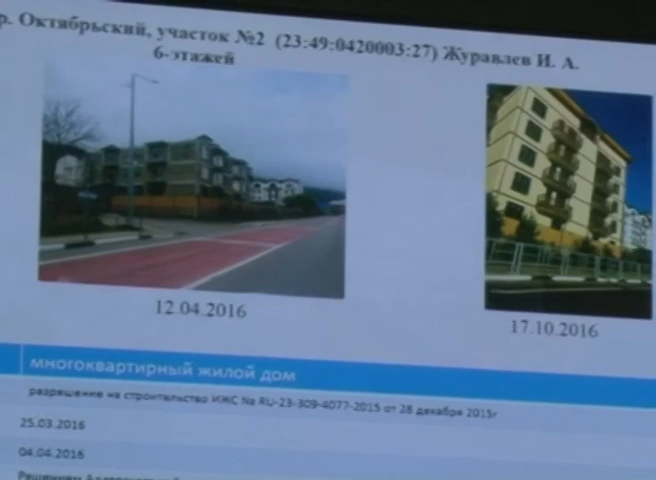 р. Октябрьский, участок №2 (23:49:0420003:27) Журавлев И. А.
6-этажей
12.04.2016
17.10.2016
многоквартирный жилой дом
разрешение на строительство ИЖС № RU-23-309-4077-2015 от 28 декабря 2015г
25.03.2016
04.04.2016
Решением